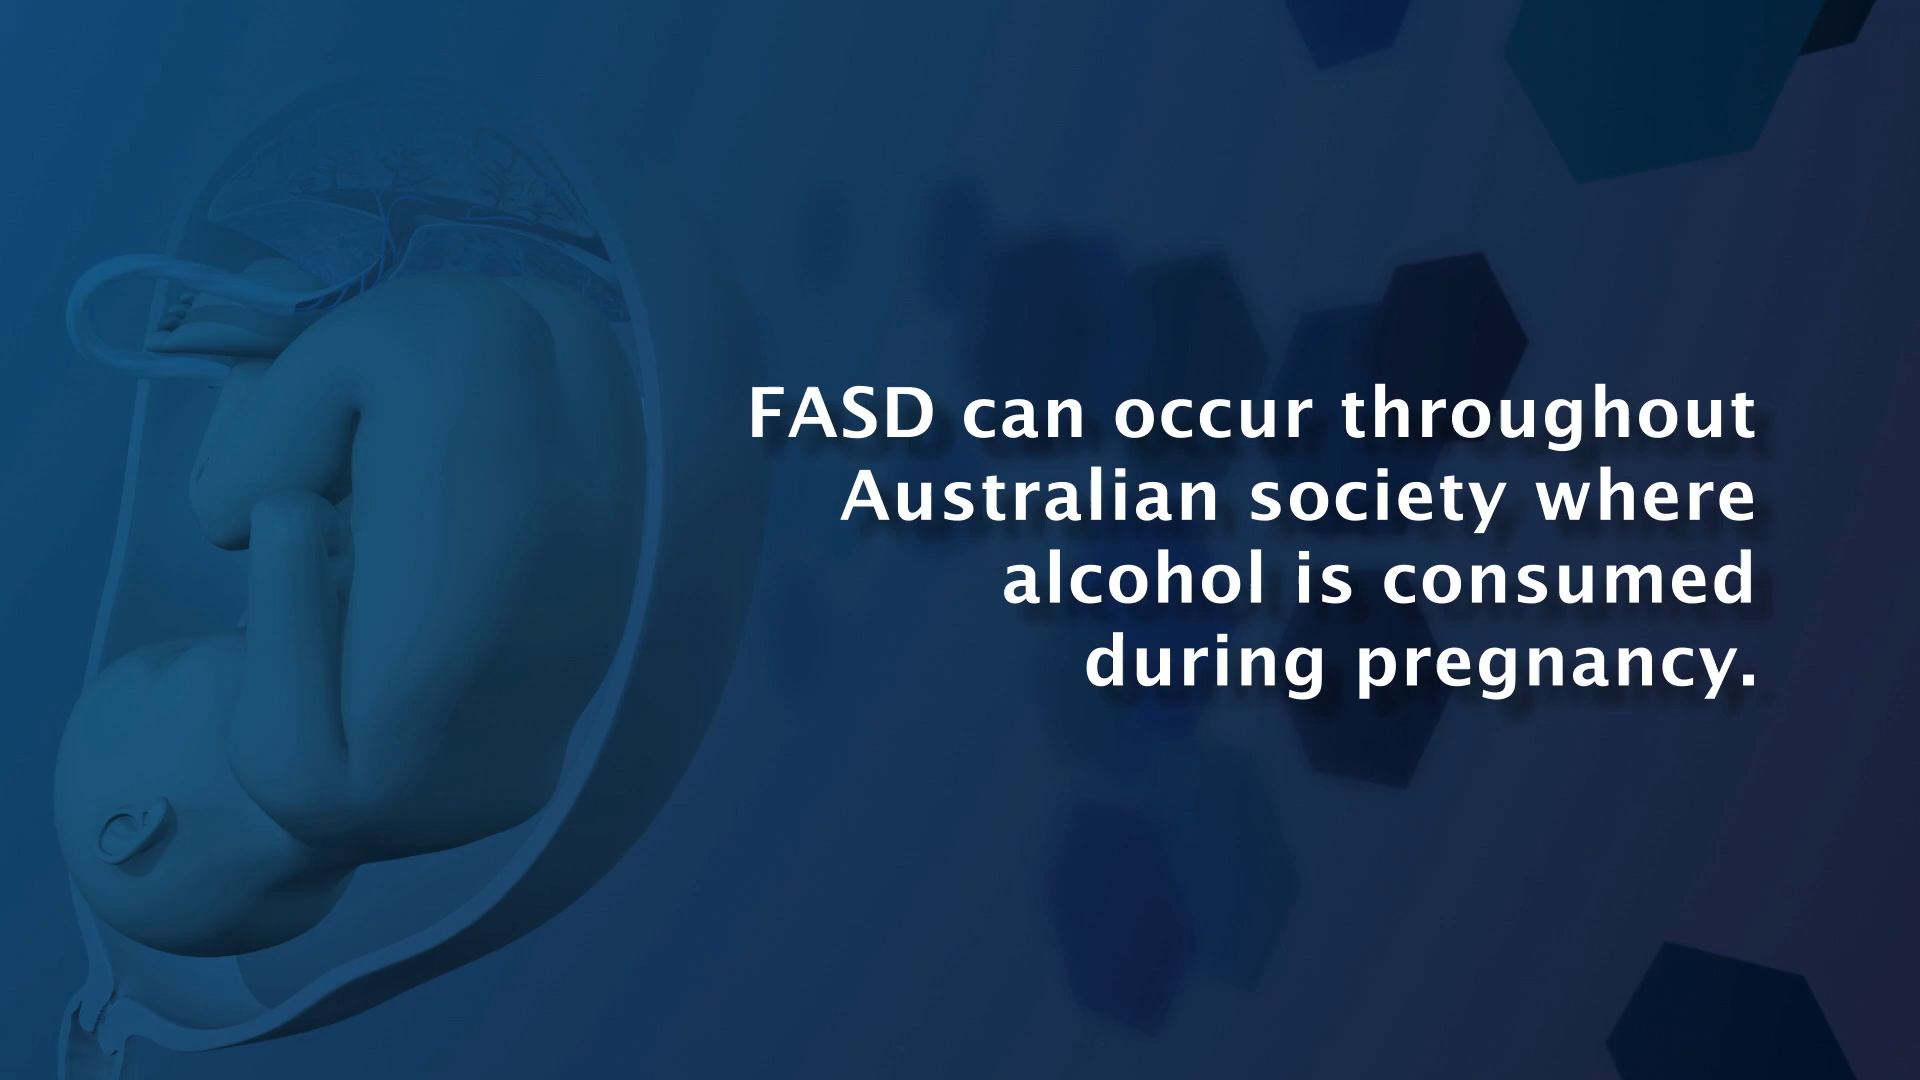 FASD can occur throughout
Australian society where
alcohol is consumed
during pregnancy.